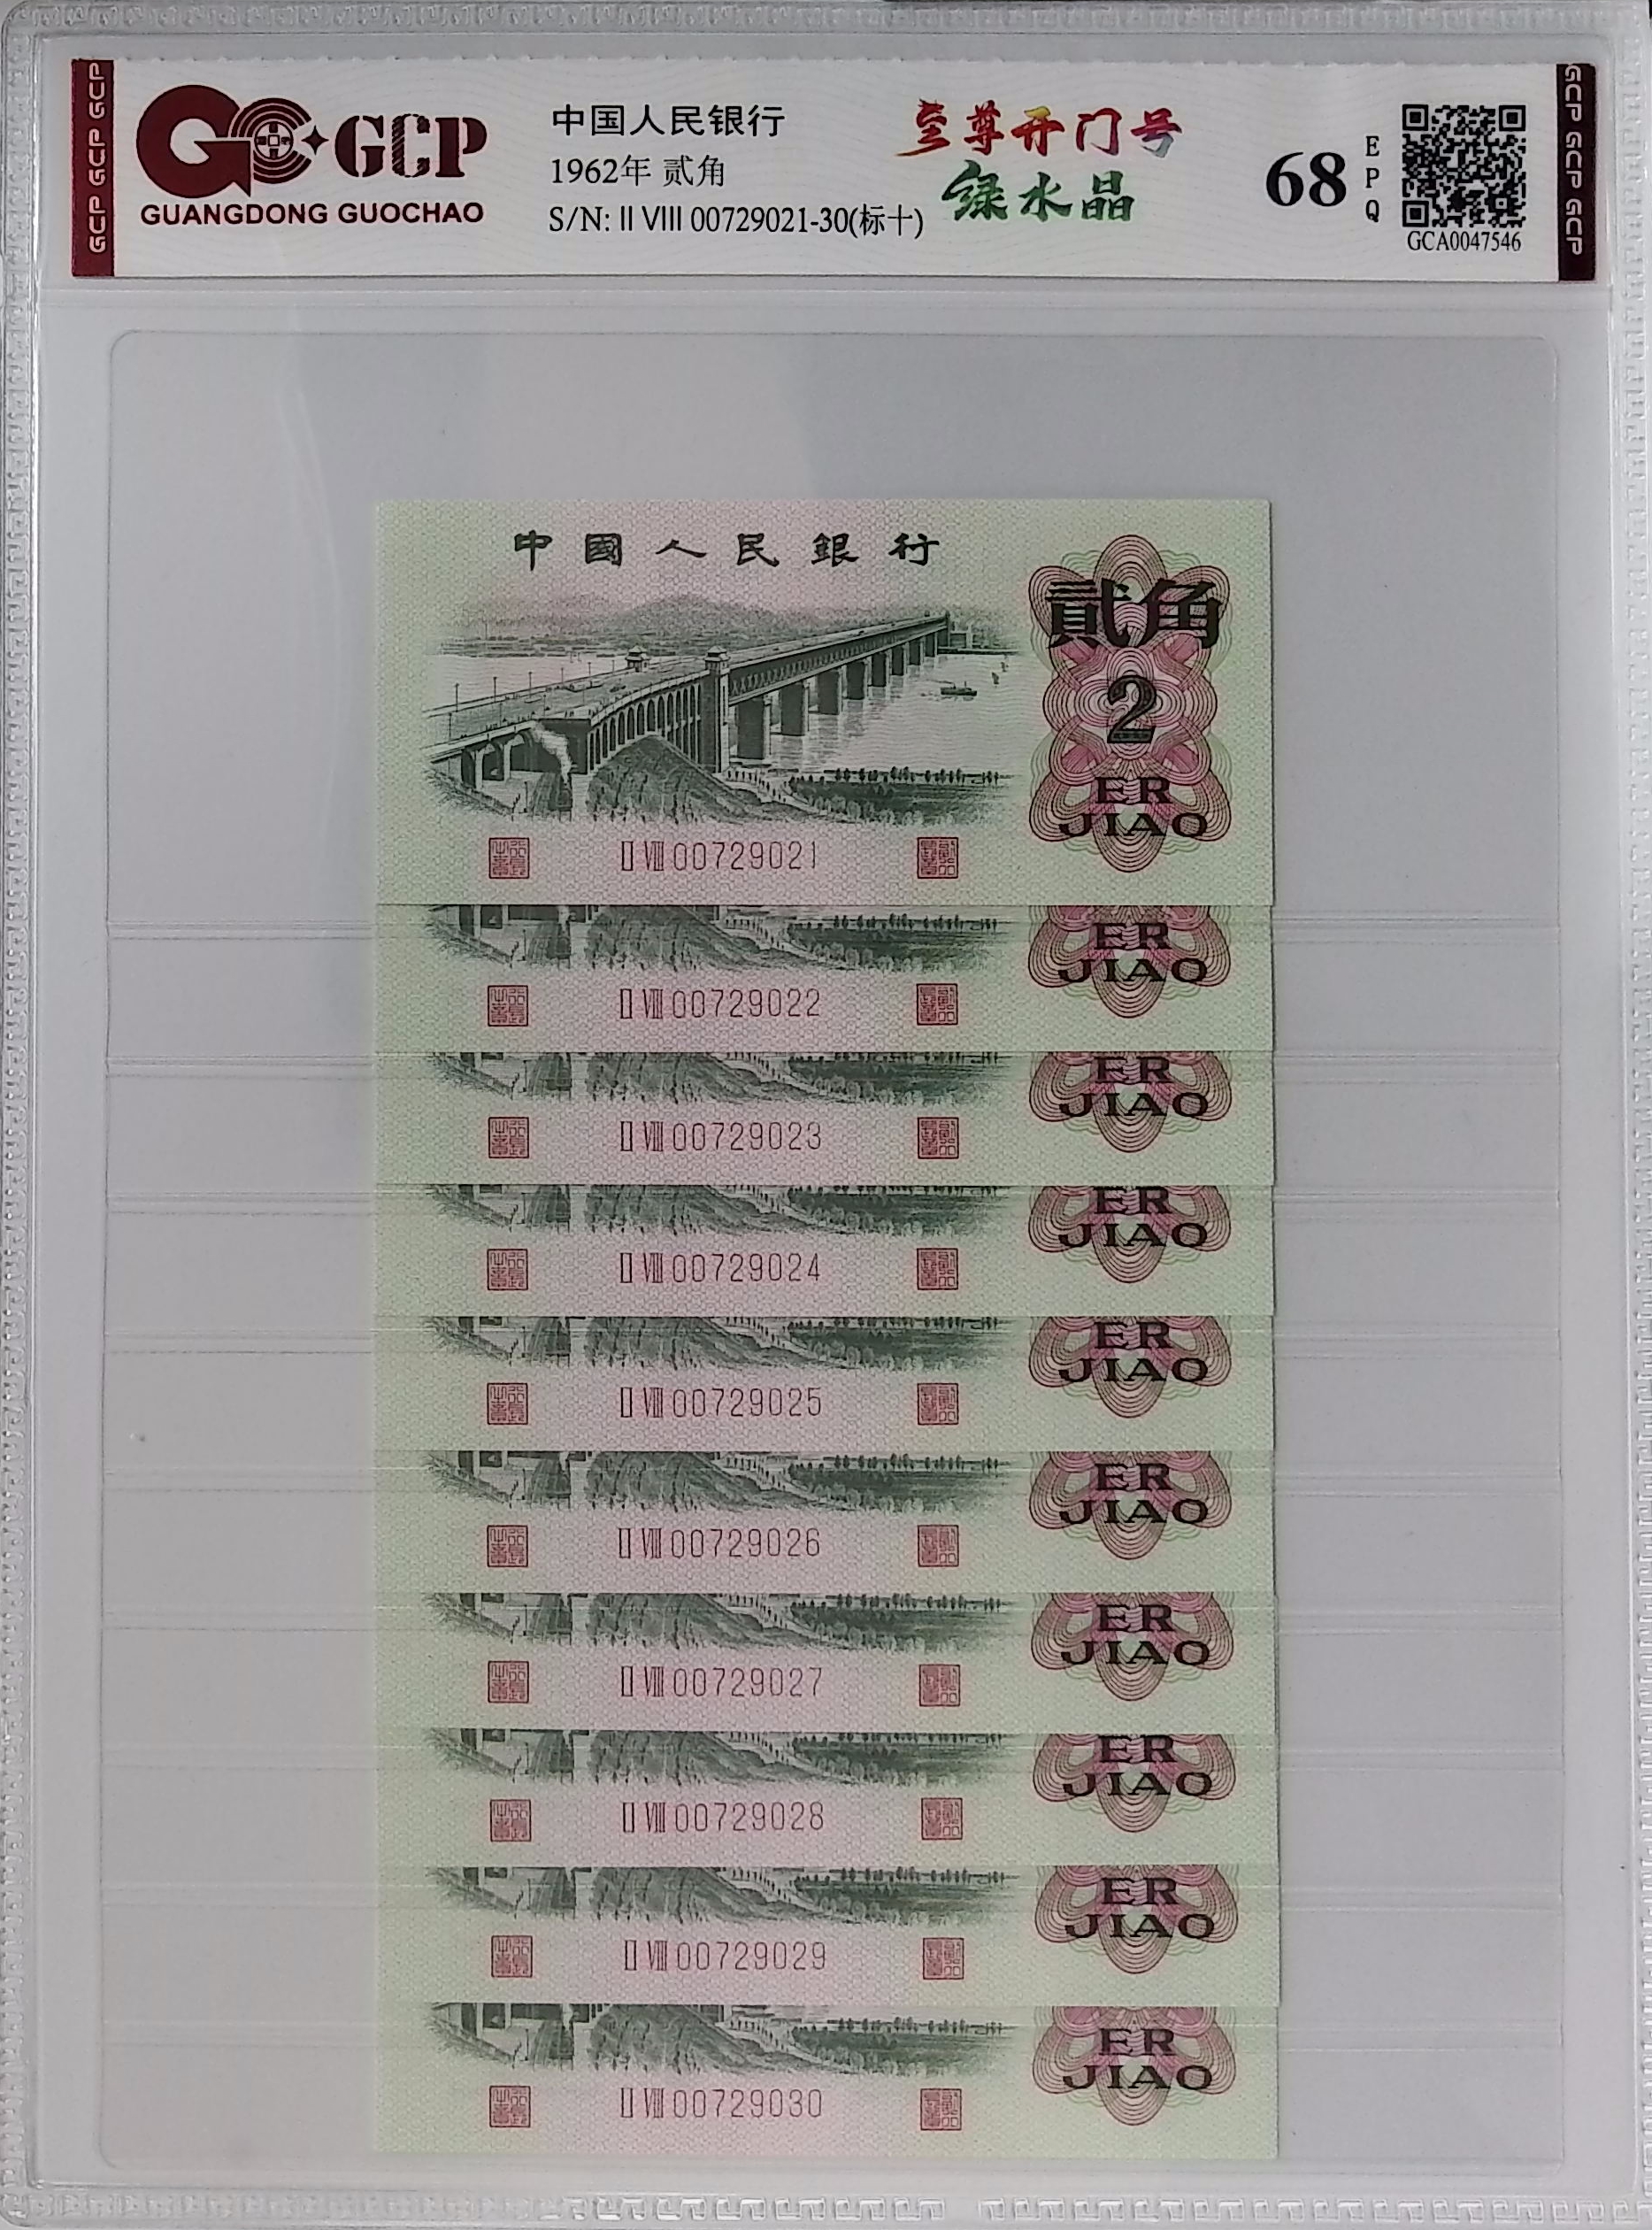 GCP GCP GCP
GCP
GUANGDONG GUOCHAO
中国人民银行
1962年 贰角
S/N: II VIII 00729021-30(标十)
至尊开门号
绿水晶
68
EPQ
GCA0047546
GCP GCP GCP
中國人民銀行
貳角
2
ER
JIAO
II VIII 00729021
ER
JIAO
II VIII 00729022
ER
JIAO
II VIII 00729023
ER
JIAO
II VIII 00729024
ER
JIAO
II VIII 00729025
ER
JIAO
II VIII 00729026
ER
JIAO
II VIII 00729027
ER
JIAO
II VIII 00729028
ER
JIAO
II VIII 00729029
ER
JIAO
II VIII 00729030